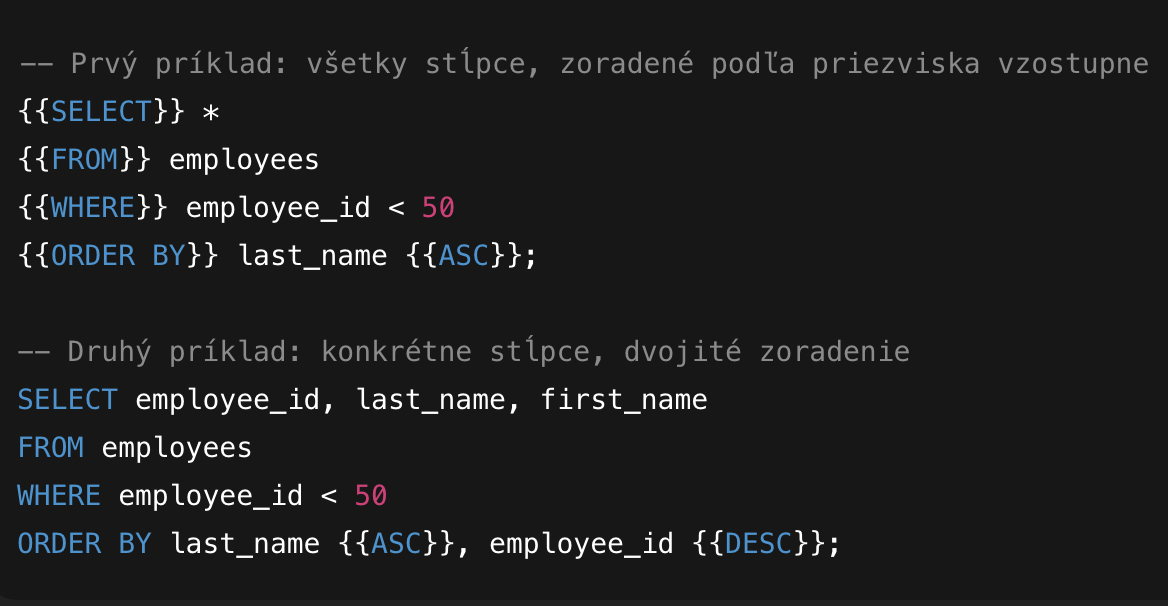 -- Prvý príklad: všetky stĺpce, zoradené podľa priezviska vzostupne
{{SELECT}} *
{{FROM}} employees
{{WHERE}} employee_id < 50
{{ORDER BY}} last_name {{ASC}};
-- Druhý príklad: konkrétne stĺpce, dvojité zoradenie
SELECT employee_id, last_name, first_name
FROM employees
WHERE employee_id < 50
ORDER BY last_name {{ASC}}, employee_id {{DESC}};